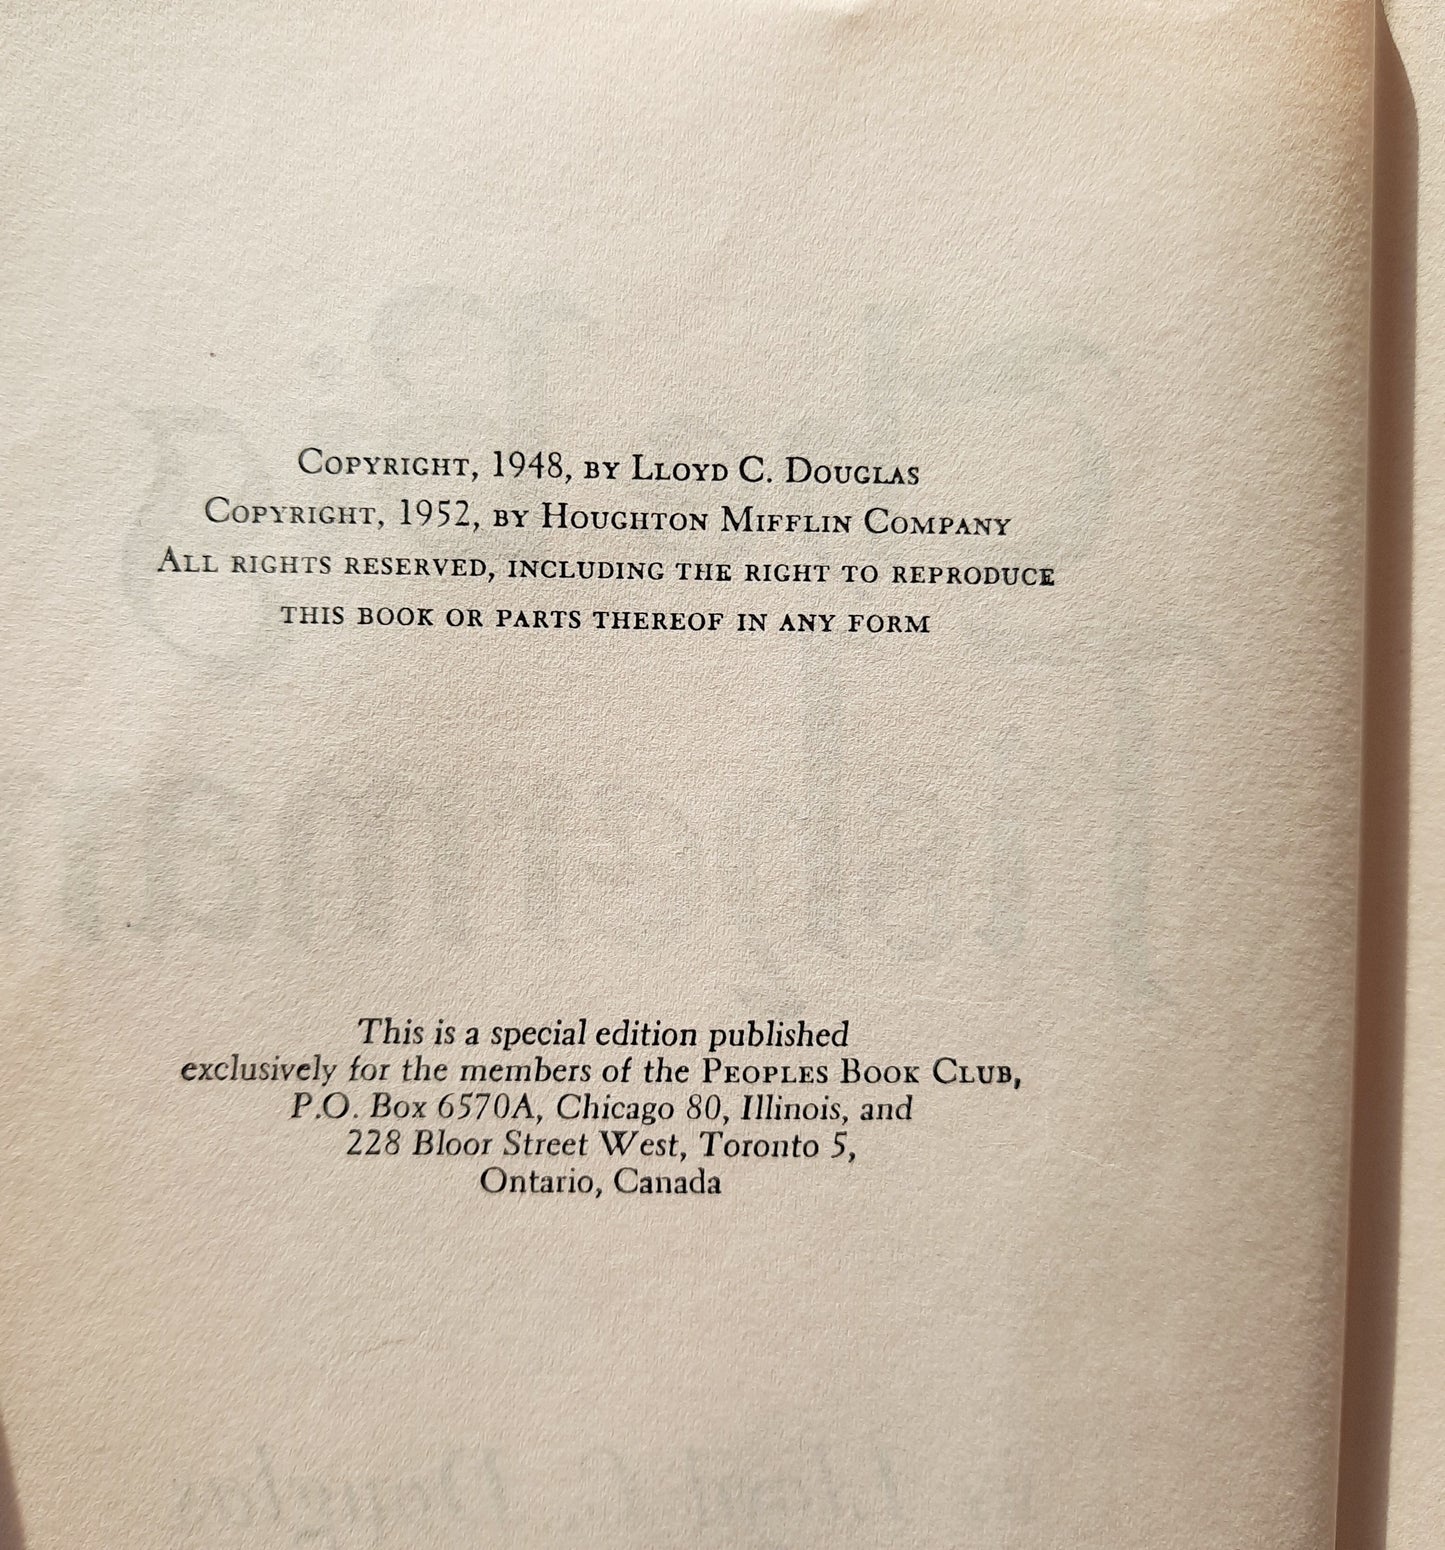 COPYRIGHT, 1948, BY LLOYD C. DOUGLAS
COPYRIGHT, 1952, BY HOUGHTON MIFFLIN COMPANY
ALL RIGHTS RESERVED, INCLUDING THE RIGHT TO REPRODUCE
THIS BOOK OR PARTS THEREOF IN ANY FORM
This is a special edition published
exclusively for the members of the PEOPLES BOOK CLUB,
P.O. Box 6570A, Chicago 80, Illinois, and
228 Bloor Street West, Toronto 5,
Ontario, Canada